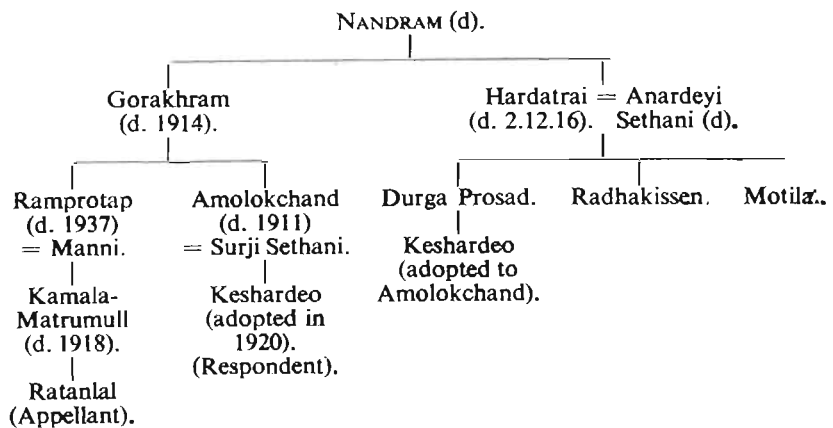 NANDRAM (d).
Gorakhram
(d. 1914).
Hardatrai = Anardeyi
(d. 2.12.16). Sethani (d).
Ramprotap
(d. 1937)
= Manni.
Kamala-
Matrumull
(d. 1918).
Ratanlal
(Appellant).
Amolokchand
(d. 1911)
= Surji Sethani.
Keshardeo
(adopted in
1920).
(Respondent).
Durga Prosad.
Keshardeo
(adopted to
Amolokchand).
Radhakissen.